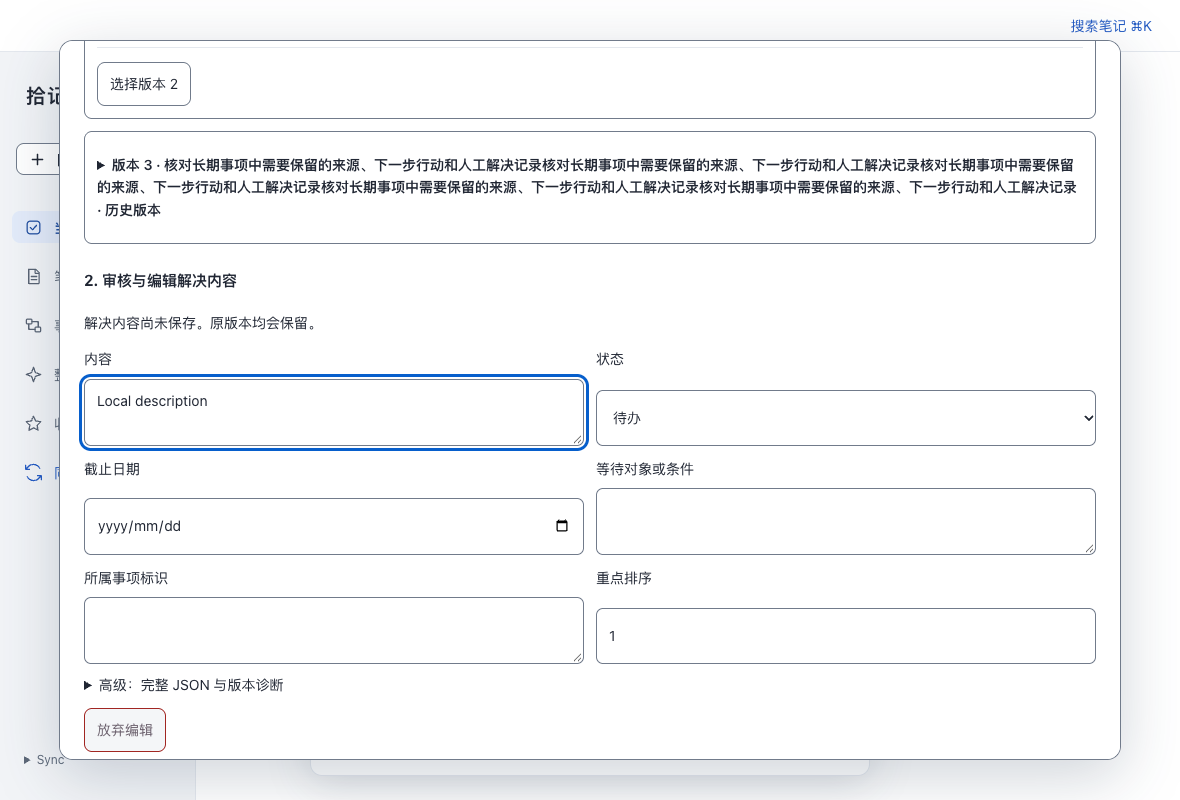 搜索笔记 ⌘K
拾记
选择版本 2
版本 3 · 核对长期事项中需要保留的来源、下一步行动和人工解决记录核对长期事项中需要保留的来源、下一步行动和人工解决记录核对长期事项中需要保留
的来源、下一步行动和人工解决记录核对长期事项中需要保留的来源、下一步行动和人工解决记录核对长期事项中需要保留的来源、下一步行动和人工解决记录
· 历史版本
2. 审核与编辑解决内容
解决内容尚未保存。原版本均会保留。
内容
状态
Local description
待办
截止日期
等待对象或条件
yyyy/mm/dd
所属事项标识
重点排序
1
高级：完整 JSON 与版本诊断
放弃编辑
Sync